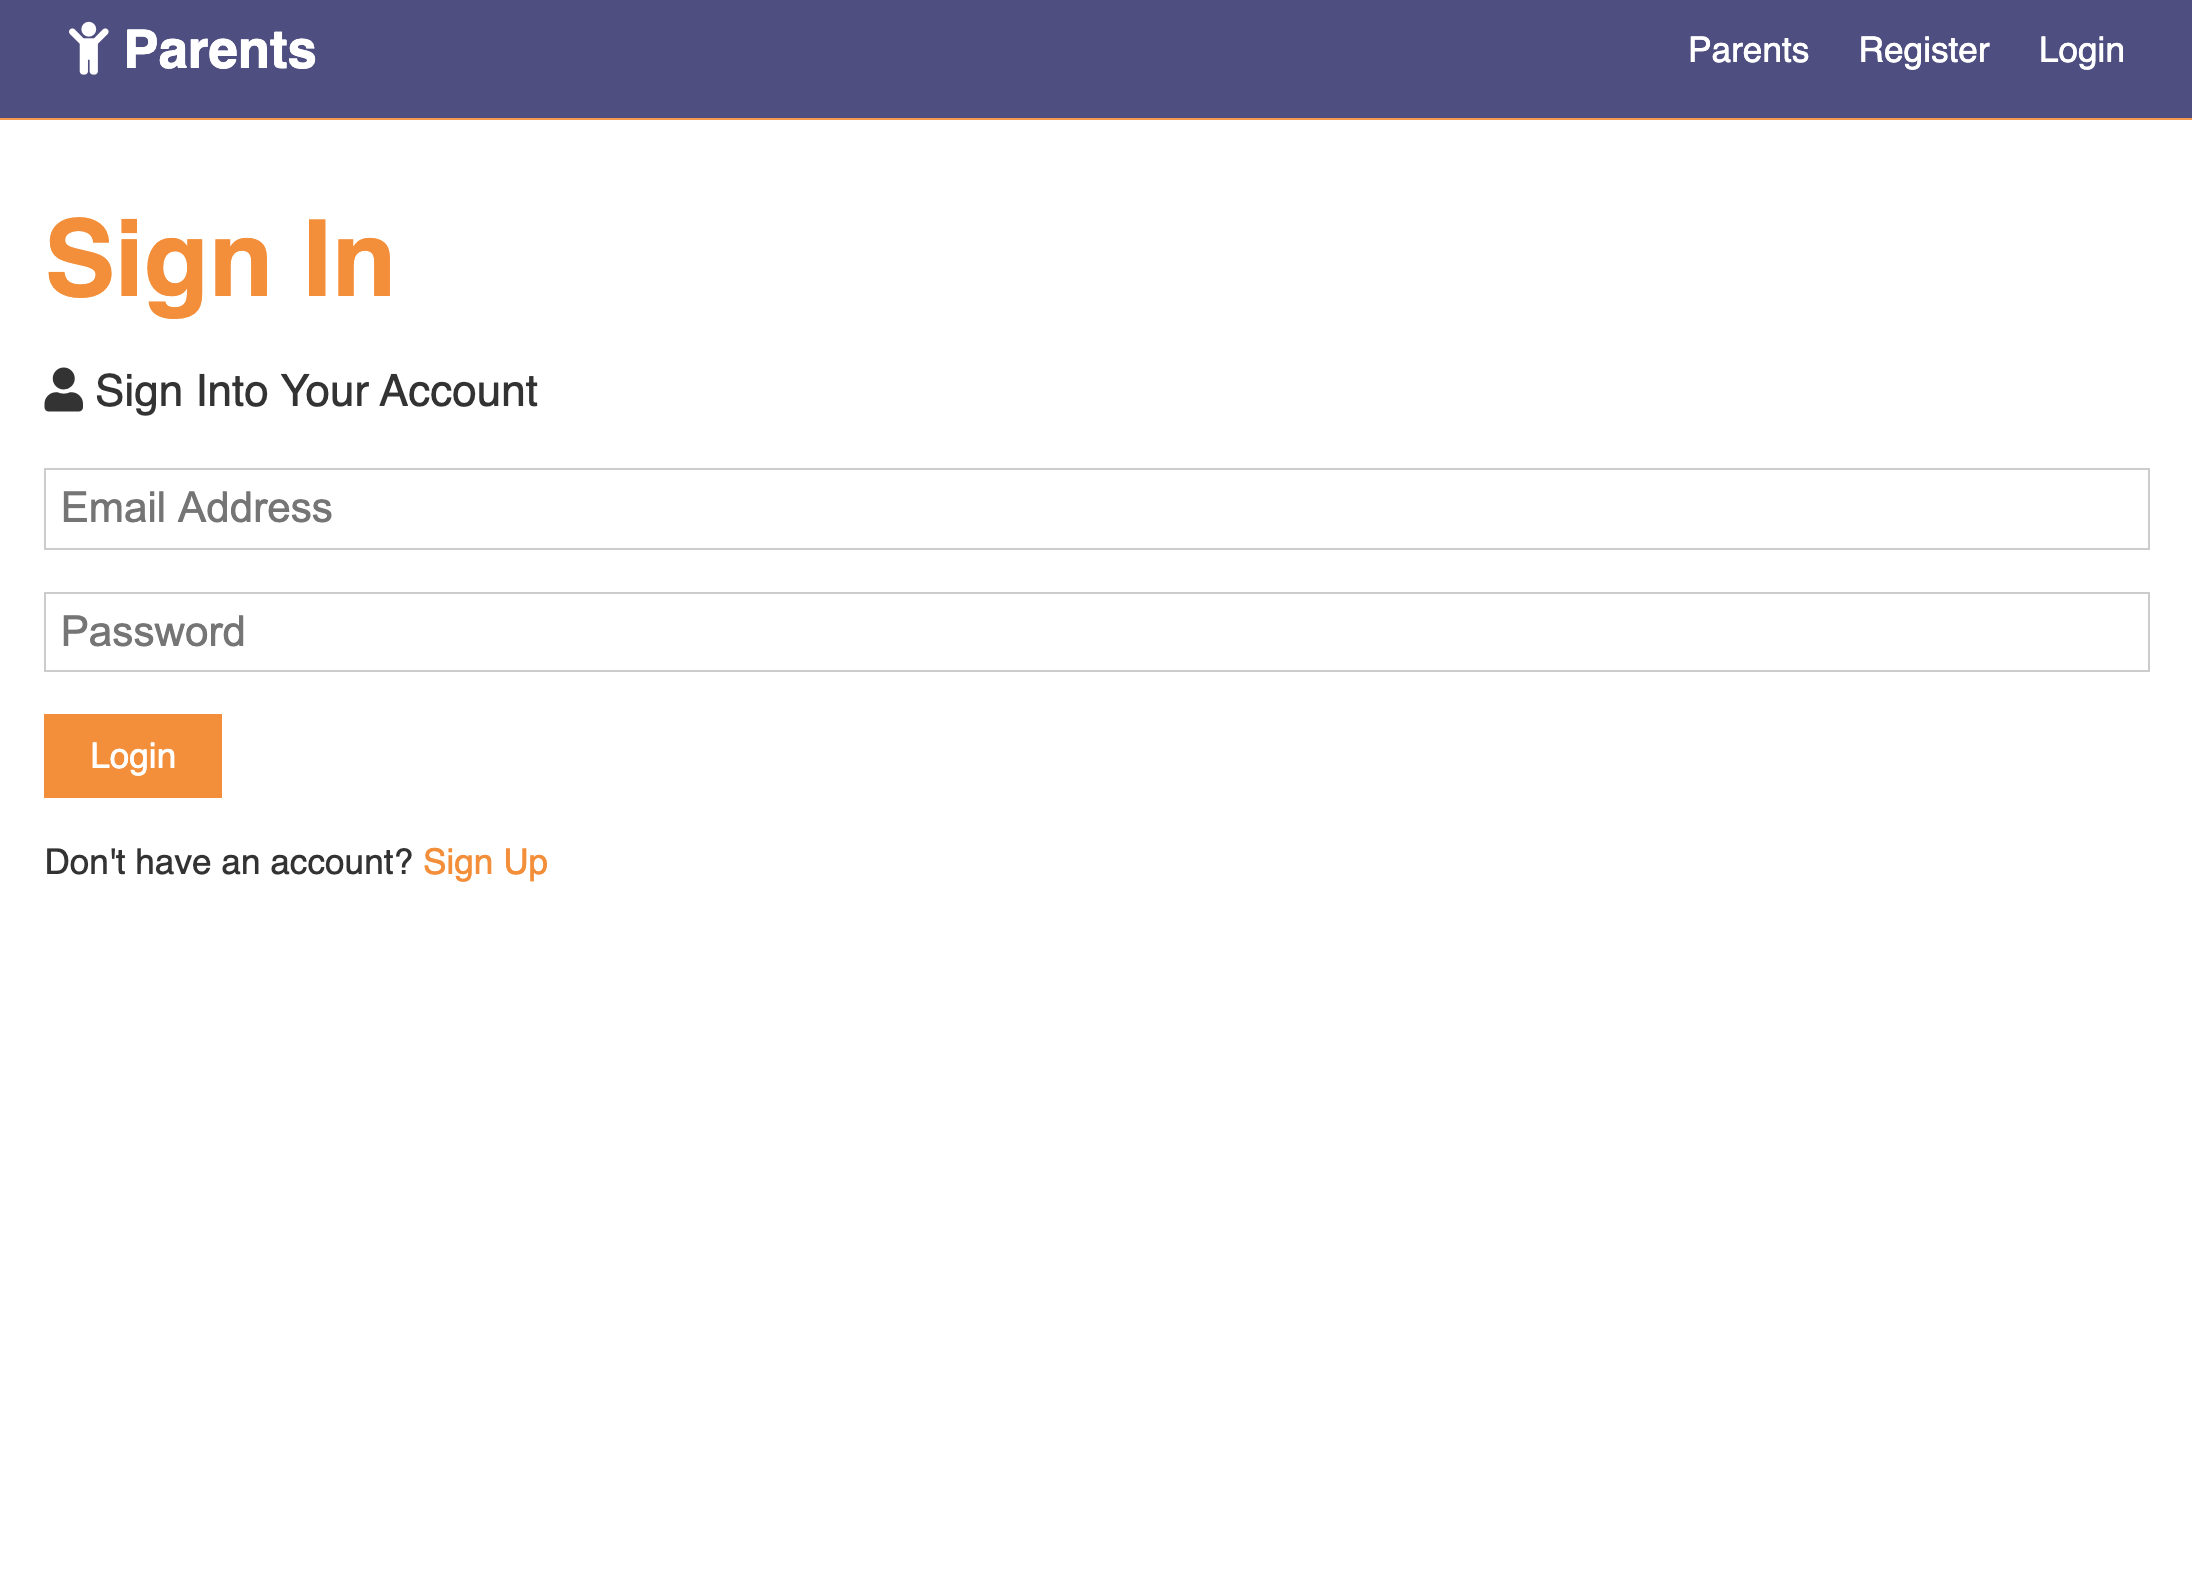 Parents
Parents Register Login
Sign In
Sign Into Your Account
Email Address
Password
Login
Don't have an account? Sign Up